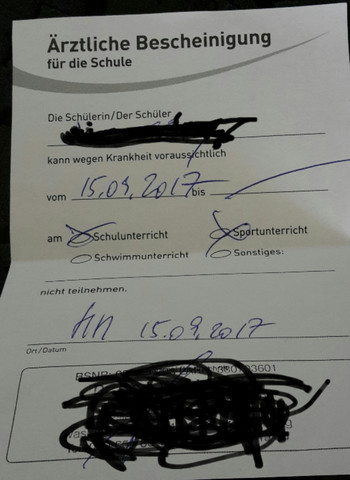 Ärztliche Bescheinigung
für die Schule
Die Schülerin/Der Schüler
kann wegen Krankheit voraussichtlich
vom 15.09.2017 bis
am Schulunterricht Sportunterricht
Schwimmunterricht Sonstiges:
nicht teilnehmen.
15.09.2017
Ort/Datum
BSNR: